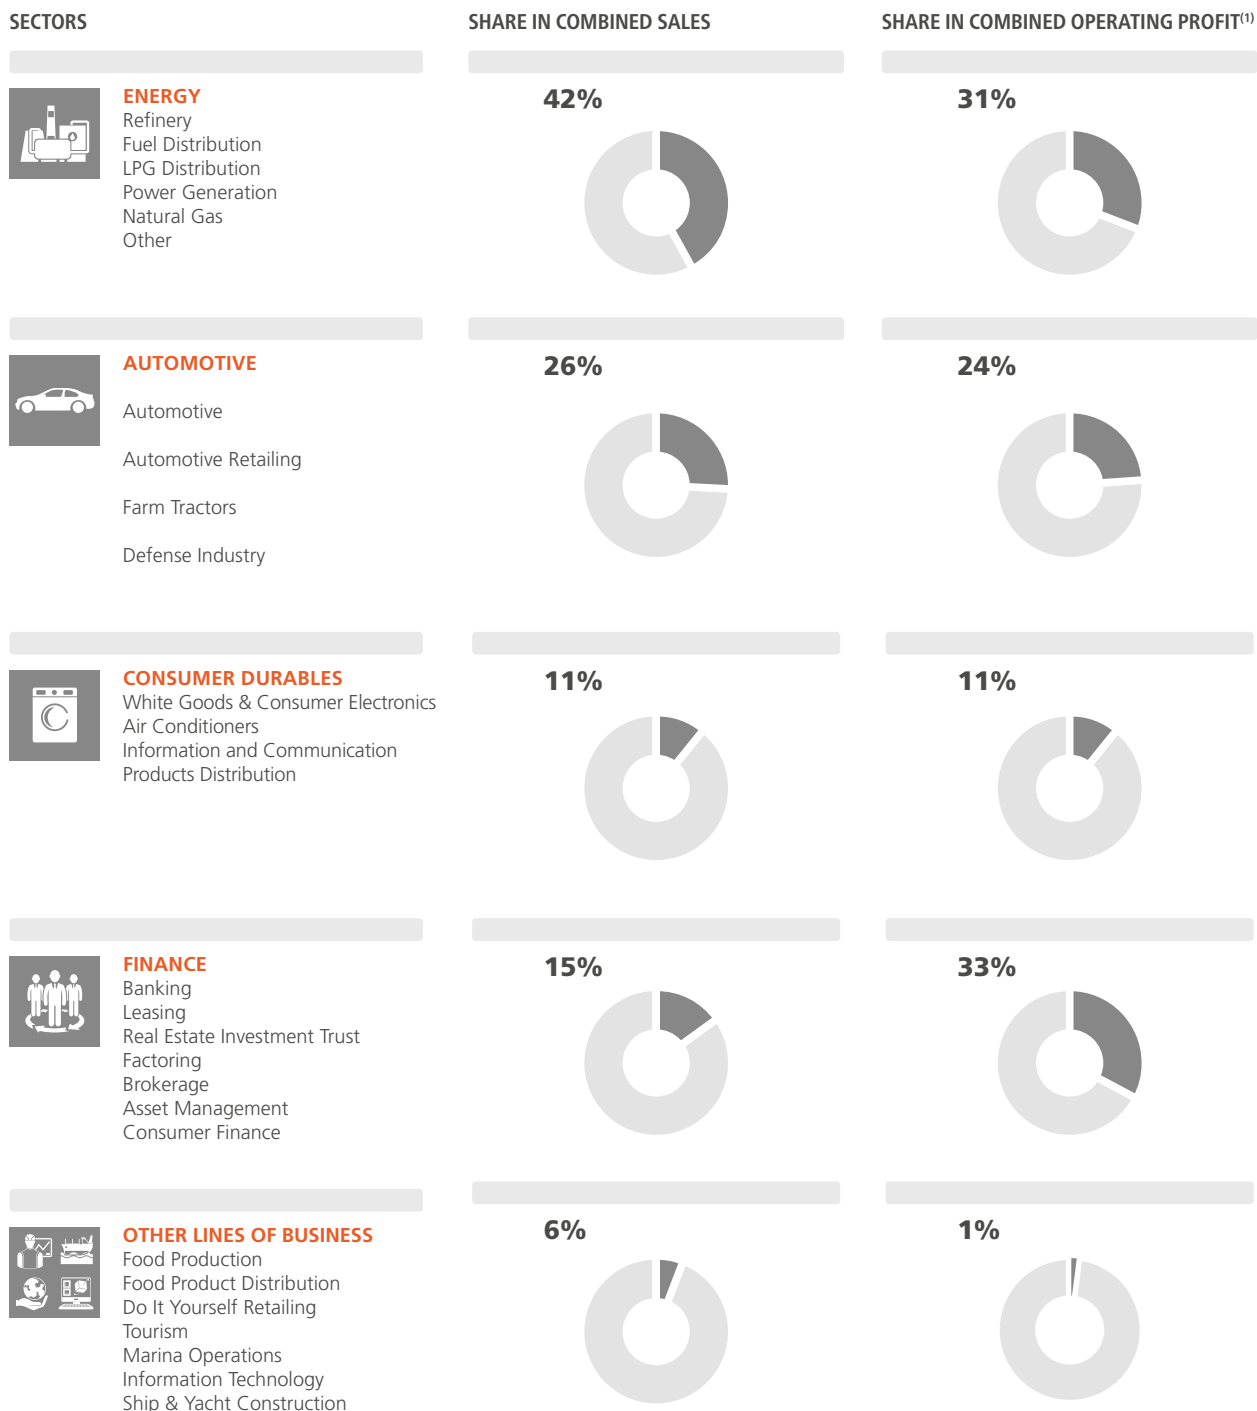 SECTORS
SHARE IN COMBINED SALES
SHARE IN COMBINED OPERATING PROFIT(1)
ENERGY
Refinery
Fuel Distribution
LPG Distribution
Power Generation
Natural Gas
Other
42%
31%
AUTOMOTIVE
Automotive
Automotive Retailing
Farm Tractors
Defense Industry
26%
24%
CONSUMER DURABLES
White Goods & Consumer Electronics
Air Conditioners
Information and Communication
Products Distribution
11%
11%
FINANCE
Banking
Leasing
Real Estate Investment Trust
Factoring
Brokerage
Asset Management
Consumer Finance
15%
33%
OTHER LINES OF BUSINESS
Food Production
Food Product Distribution
Do It Yourself Retailing
Tourism
Marina Operations
Information Technology
Ship & Yacht Construction
6%
1%